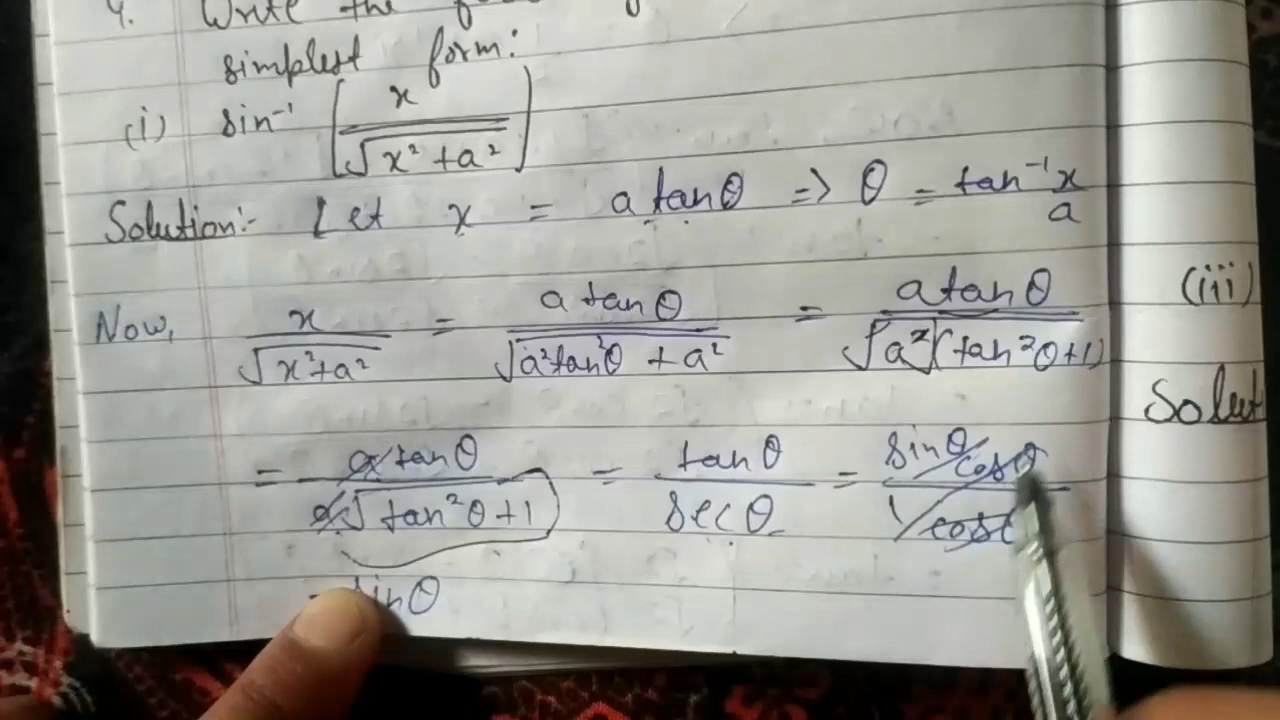 4. Write the
simplest form:
(i) sin⁻¹ [x / √(x² + a²)]
Solution:- Let x = a tanθ => θ = tan⁻¹ x/a
Now, x / √(x²+a²) = a tanθ / √(a²tan²θ + a²) = a tanθ / √(a²(tan²θ+1))
= a tanθ / a√(tan²θ+1) = tanθ / secθ = sinθ/cosθ / 1/cosθ
= sinθ
(iii)